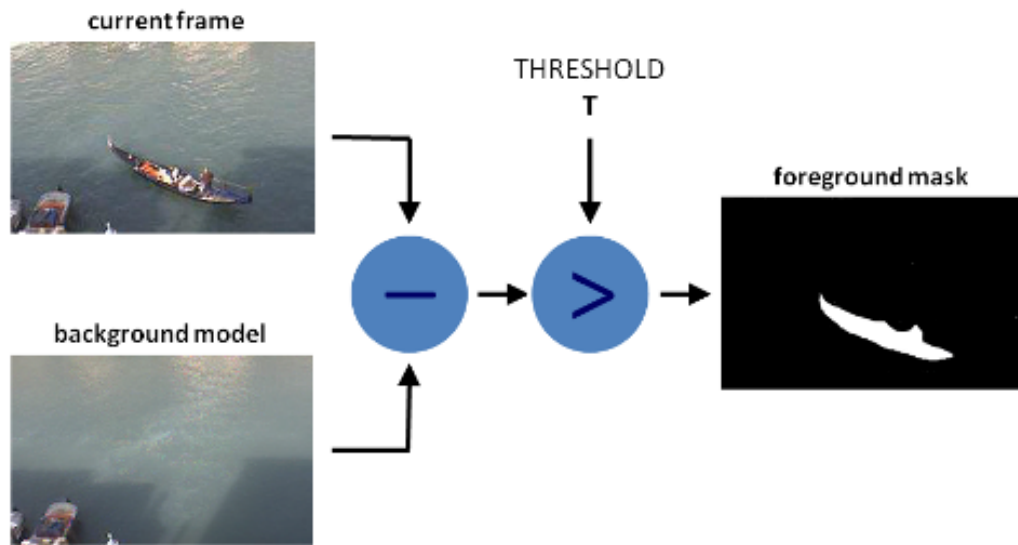 current frame
THRESHOLD
T
foreground mask
−
>
background model